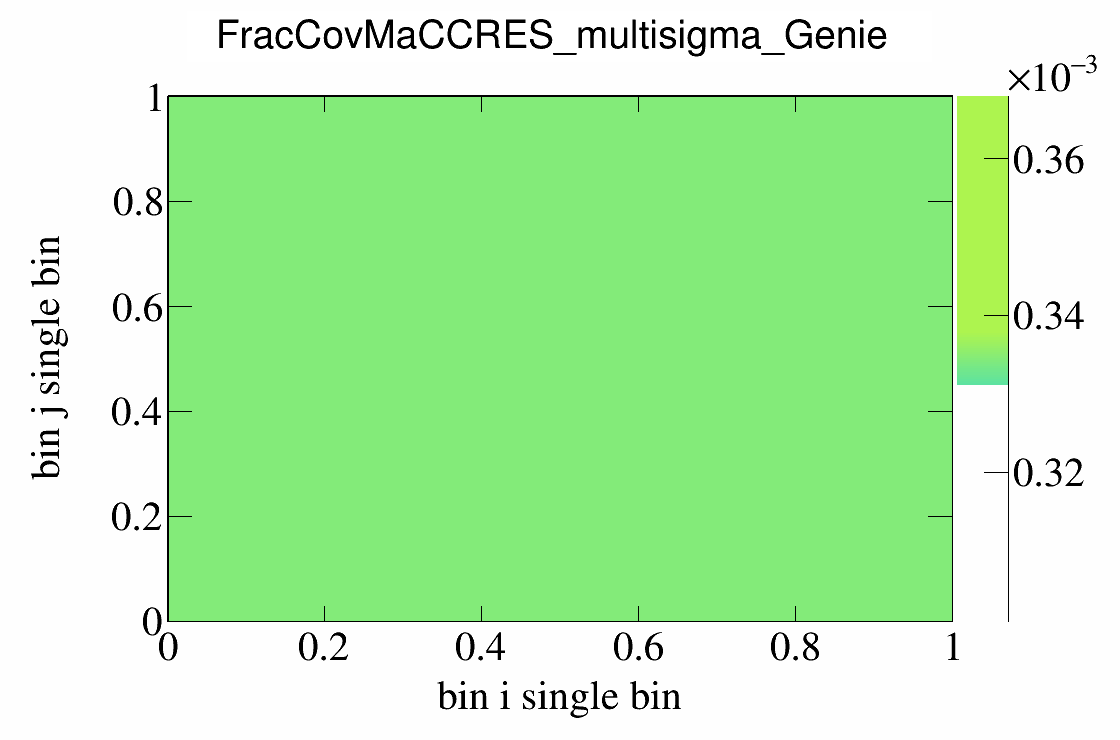 FracCovMaCCRES_multisigma_Genie
×10⁻³
1
0.8
0.6
0.4
0.2
0
bin j single bin
0 0.2 0.4 0.6 0.8 1
bin i single bin
0.36
0.34
0.32